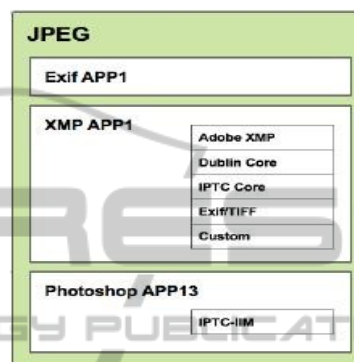 JPEG
Exif APP1
XMP APP1
Adobe XMP
Dublin Core
IPTC Core
Exif/TIFF
Custom
Photoshop APP13
IPTC-IIM